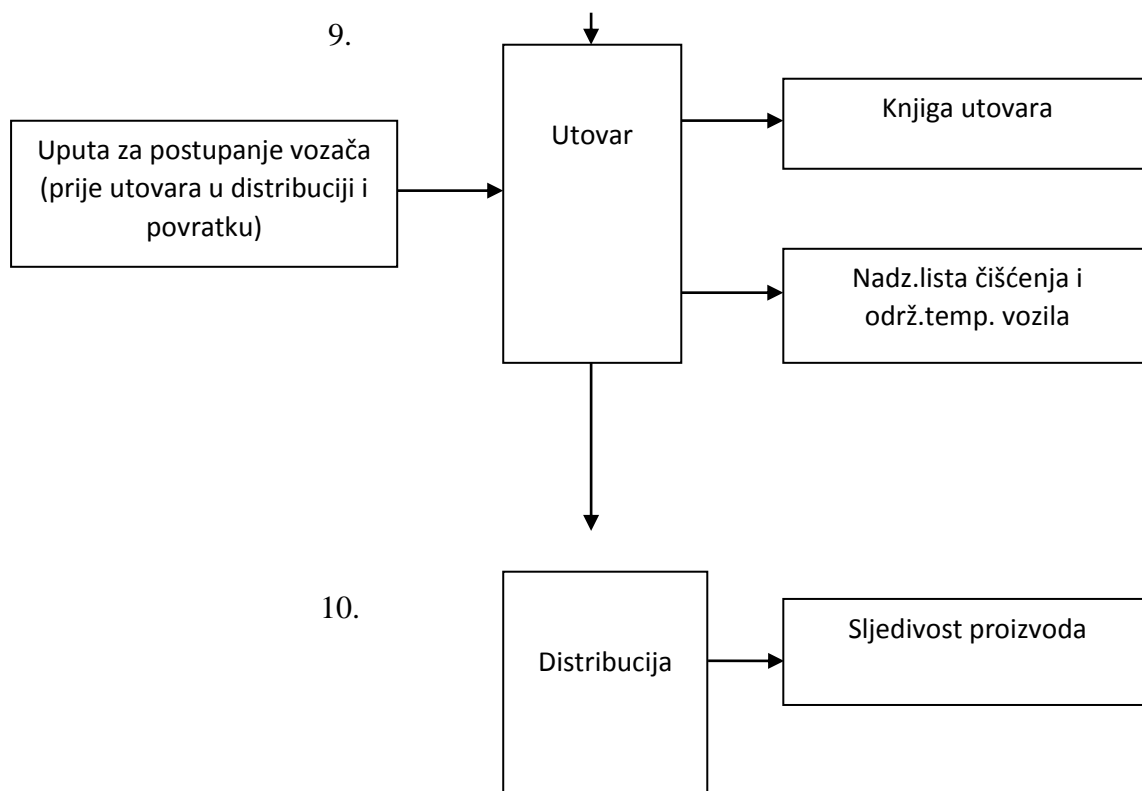 9.
Utovar
Knjiga utovara
Uputa za postupanje vozača
(prije utovara u distribuciji i
povratku)
Nadz.lista čišćenja i
održ.temp. vozila
10.
Distribucija
Sljedivost proizvoda